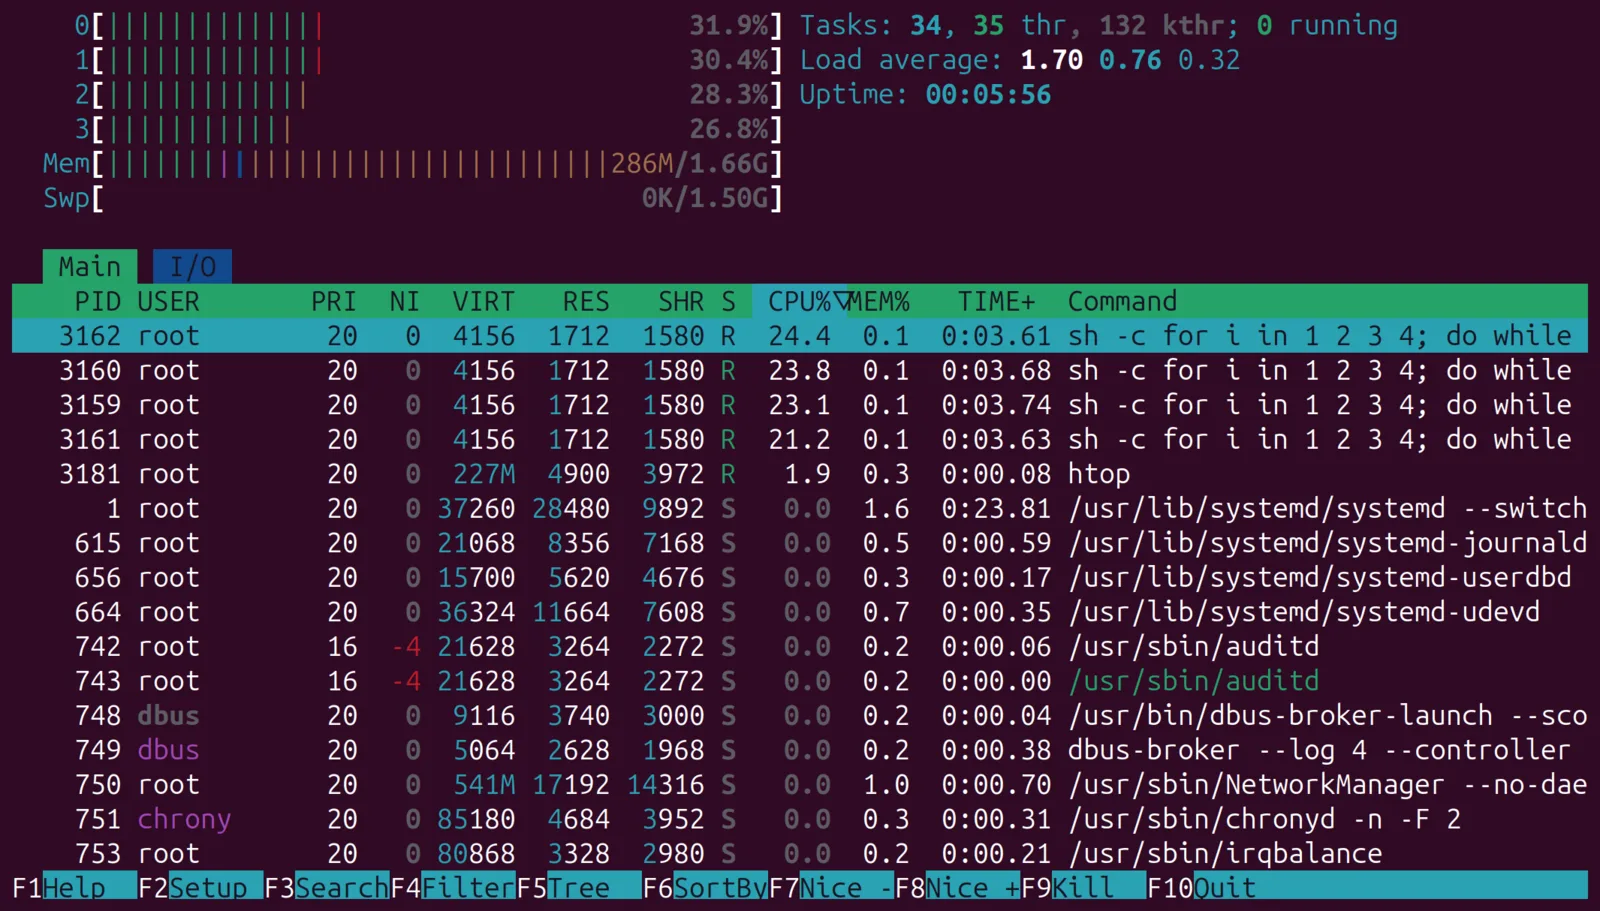 0[|||||||||||||| 31.9%] Tasks: 34, 35 thr, 132 kthr; 0 running
1[|||||||||||||| 30.4%] Load average: 1.70 0.76 0.32
2[||||||||||||| 28.3%] Uptime: 00:05:56
3[|||||||||||| 26.8%]
Mem[||||||||||||||||||||||||||||||||286M/1.66G]
Swp[ 0K/1.50G]
Main I/O
PID USER PRI NI VIRT RES SHR S CPU%▽MEM% TIME+ Command
3162 root 20 0 4156 1712 1580 R 24.4 0.1 0:03.61 sh -c for i in 1 2 3 4; do while
3160 root 20 0 4156 1712 1580 R 23.8 0.1 0:03.68 sh -c for i in 1 2 3 4; do while
3159 root 20 0 4156 1712 1580 R 23.1 0.1 0:03.74 sh -c for i in 1 2 3 4; do while
3161 root 20 0 4156 1712 1580 R 21.2 0.1 0:03.63 sh -c for i in 1 2 3 4; do while
3181 root 20 0 227M 4900 3972 R 1.9 0.3 0:00.08 htop
1 root 20 0 37260 28480 9892 S 0.0 1.6 0:23.81 /usr/lib/systemd/systemd --switch
615 root 20 0 21068 8356 7168 S 0.0 0.5 0:00.59 /usr/lib/systemd/systemd-journald
656 root 20 0 15700 5620 4676 S 0.0 0.3 0:00.17 /usr/lib/systemd/systemd-userdbd
664 root 20 0 36324 11664 7608 S 0.0 0.7 0:00.35 /usr/lib/systemd/systemd-udevd
742 root 16 -4 21628 3264 2272 S 0.0 0.2 0:00.06 /usr/sbin/auditd
743 root 16 -4 21628 3264 2272 S 0.0 0.2 0:00.00 /usr/sbin/auditd
748 dbus 20 0 9116 3740 3000 S 0.0 0.2 0:00.04 /usr/bin/dbus-broker-launch --sco
749 dbus 20 0 5064 2628 1968 S 0.0 0.2 0:00.38 dbus-broker --log 4 --controller
750 root 20 0 541M 17192 14316 S 0.0 1.0 0:00.70 /usr/sbin/NetworkManager --no-dae
751 chrony 20 0 85180 4684 3952 S 0.0 0.3 0:00.31 /usr/sbin/chronyd -n -F 2
753 root 20 0 80868 3328 2980 S 0.0 0.2 0:00.21 /usr/sbin/irqbalance
F1Help F2Setup F3SearchF4FilterF5Tree F6SortByF7Nice -F8Nice +F9Kill F10Quit